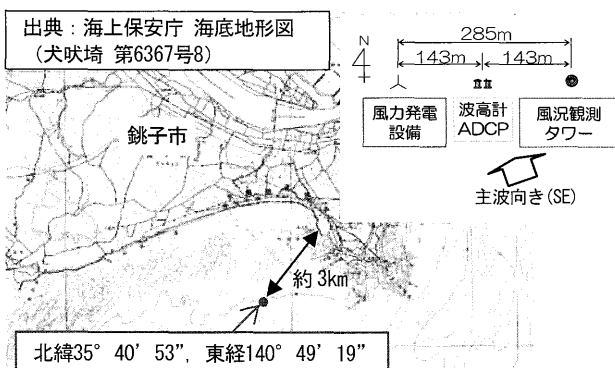 出典：海上保安庁 海底地形図
（犬吠埼 第6367号8）
N
285m
143m
143m
風力発電
設備
波高計
ADCP
風況観測
タワー
主波向き(SE)
銚子市
約3km
北緯35° 40’ 53”, 東経140° 49’ 19”